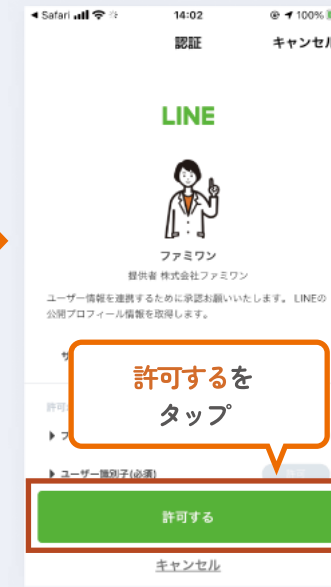 Safari 14:02 100%
認証 キャンセル
LINE
ファミワン
提供者 株式会社ファミワン
ユーザー情報を連携するために承認お願いいたします。 LINEの
公開プロフィール情報を取得します。
許可するを
タップ
ユーザー識別子(必須)
許可する
キャンセル